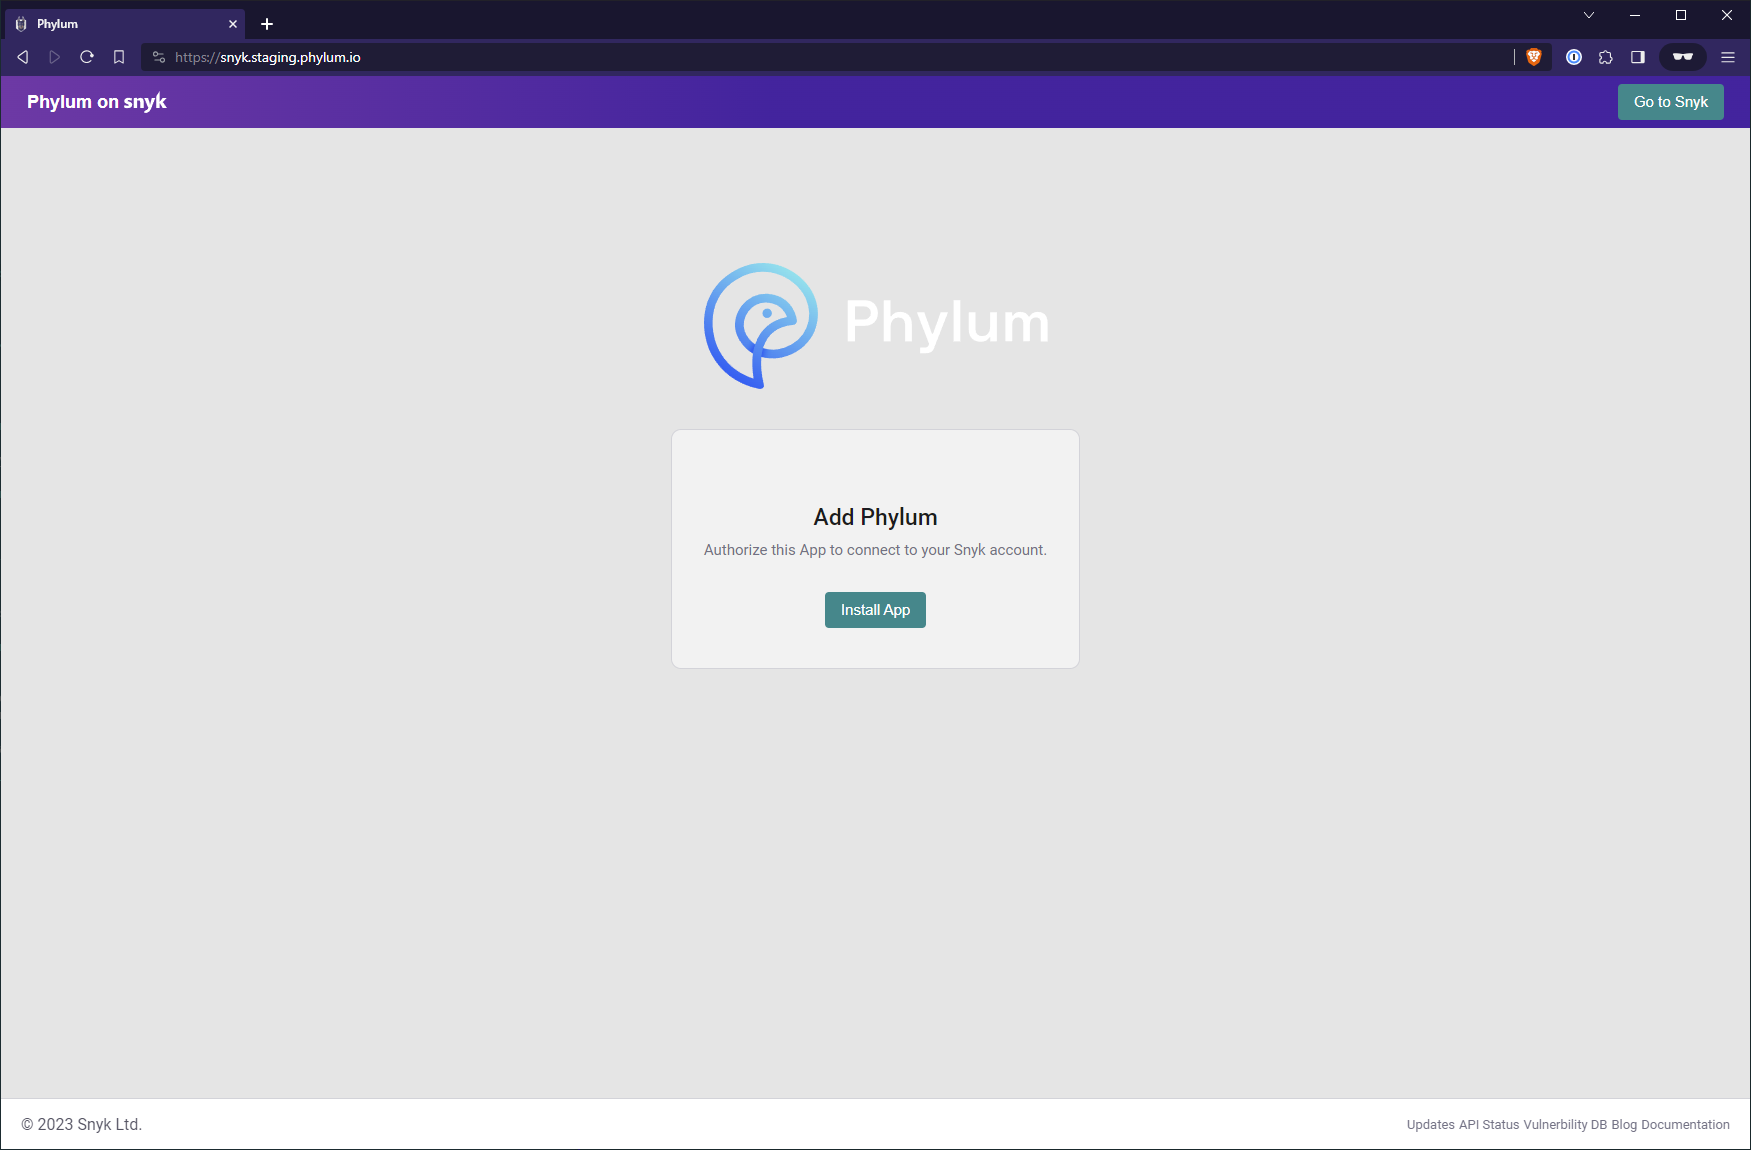 Phylum
https://snyk.staging.phylum.io
Phylum on snyk
Go to Snyk
Phylum
Add Phylum
Authorize this App to connect to your Snyk account.
Install App
© 2023 Snyk Ltd.
Updates API Status Vulnerbility DB Blog Documentation